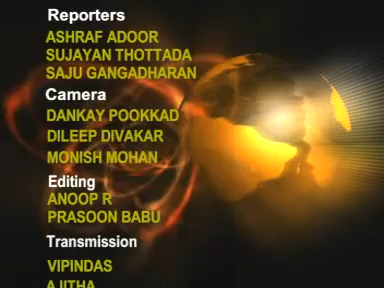 Reporters
ASHRAF ADOOR
SUJAYAN THOTTADA
SAJU GANGADHARAN
Camera
DANKAY POOKKAD
DILEEP DIVAKAR
MONISH MOHAN
Editing
ANOOP R
PRASOON BABU
Transmission
VIPINDAS
AJITHA